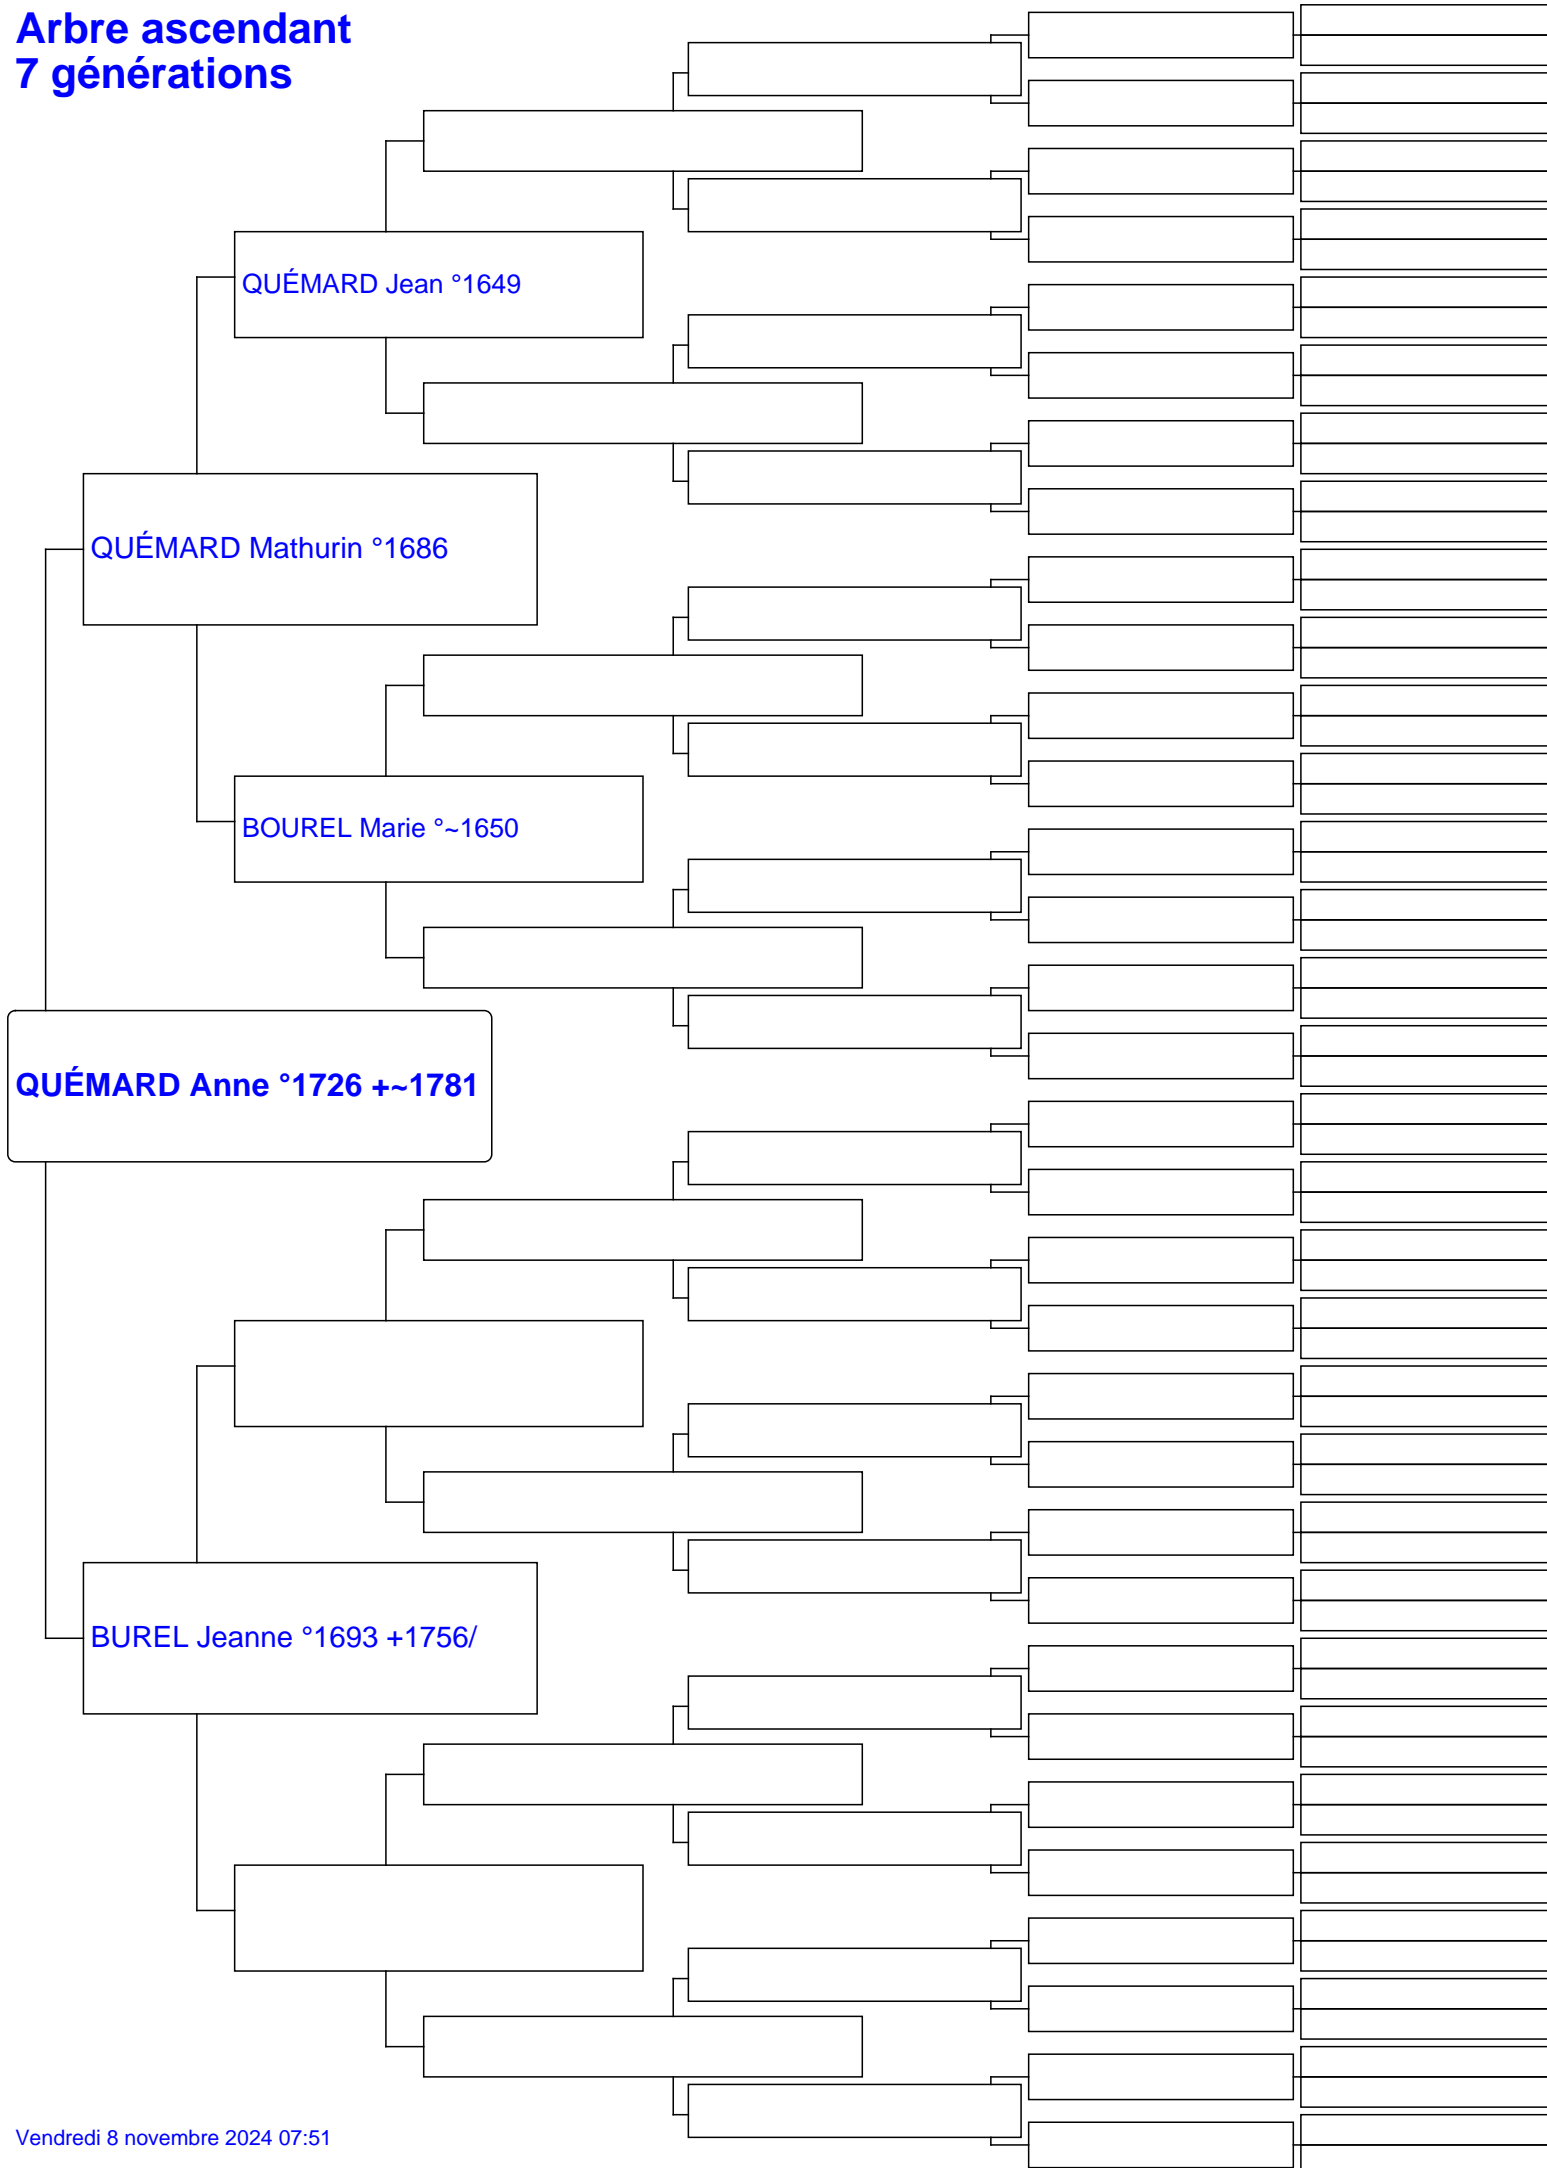 Arbre ascendant
7 générations
QUÉMARD Jean °1649
QUÉMARD Mathurin °1686
BOUREL Marie °~1650
QUÉMARD Anne °1726 +~1781
BUREL Jeanne °1693 +1756/
Vendredi 8 novembre 2024 07:51